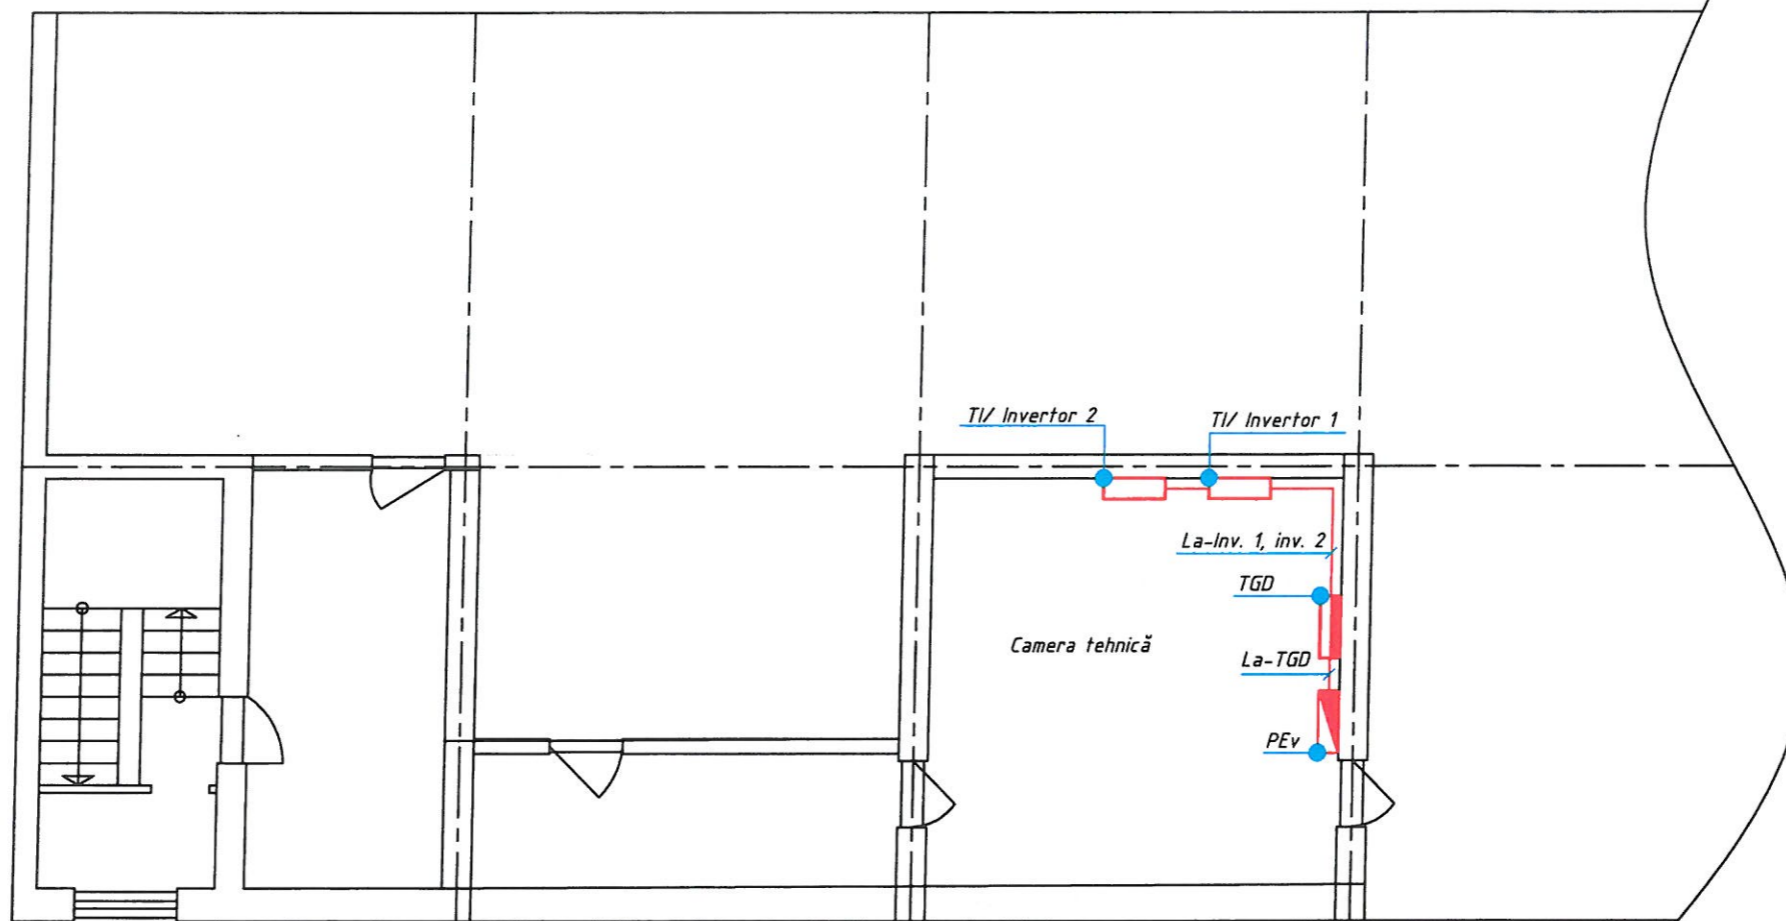 TI/ Invertor 2
TI/ Invertor 1
La-Inv. 1, inv. 2
TGD
Camera tehnică
La-TGD
PEv